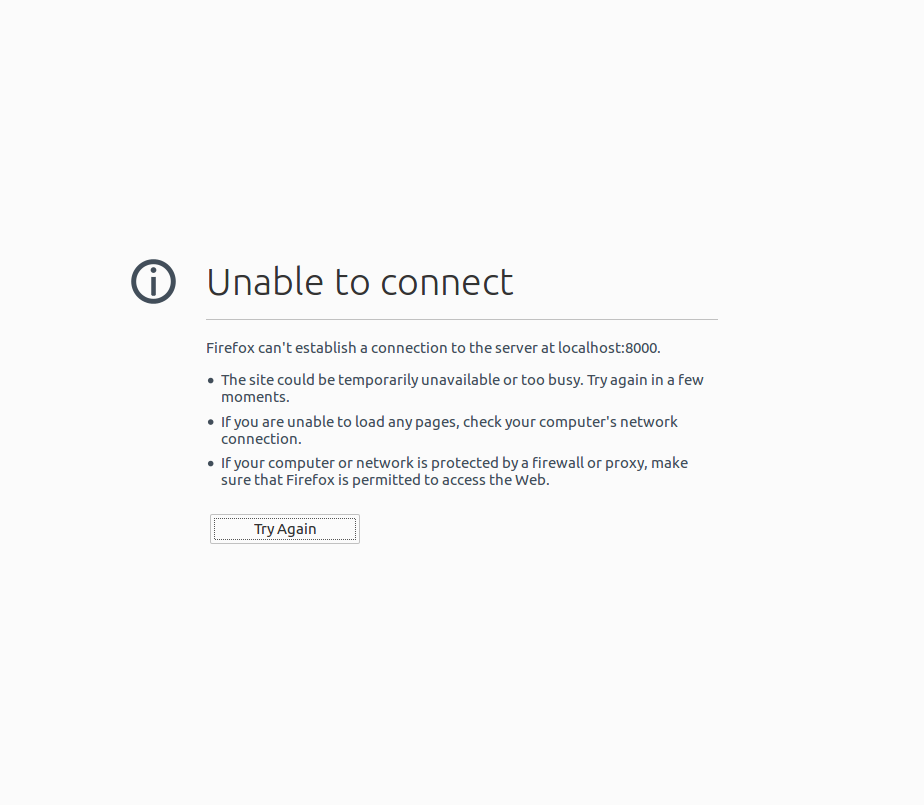 Unable to connect
Firefox can't establish a connection to the server at localhost:8000.
• The site could be temporarily unavailable or too busy. Try again in a few
moments.
• If you are unable to load any pages, check your computer's network
connection.
• If your computer or network is protected by a firewall or proxy, make
sure that Firefox is permitted to access the Web.
Try Again